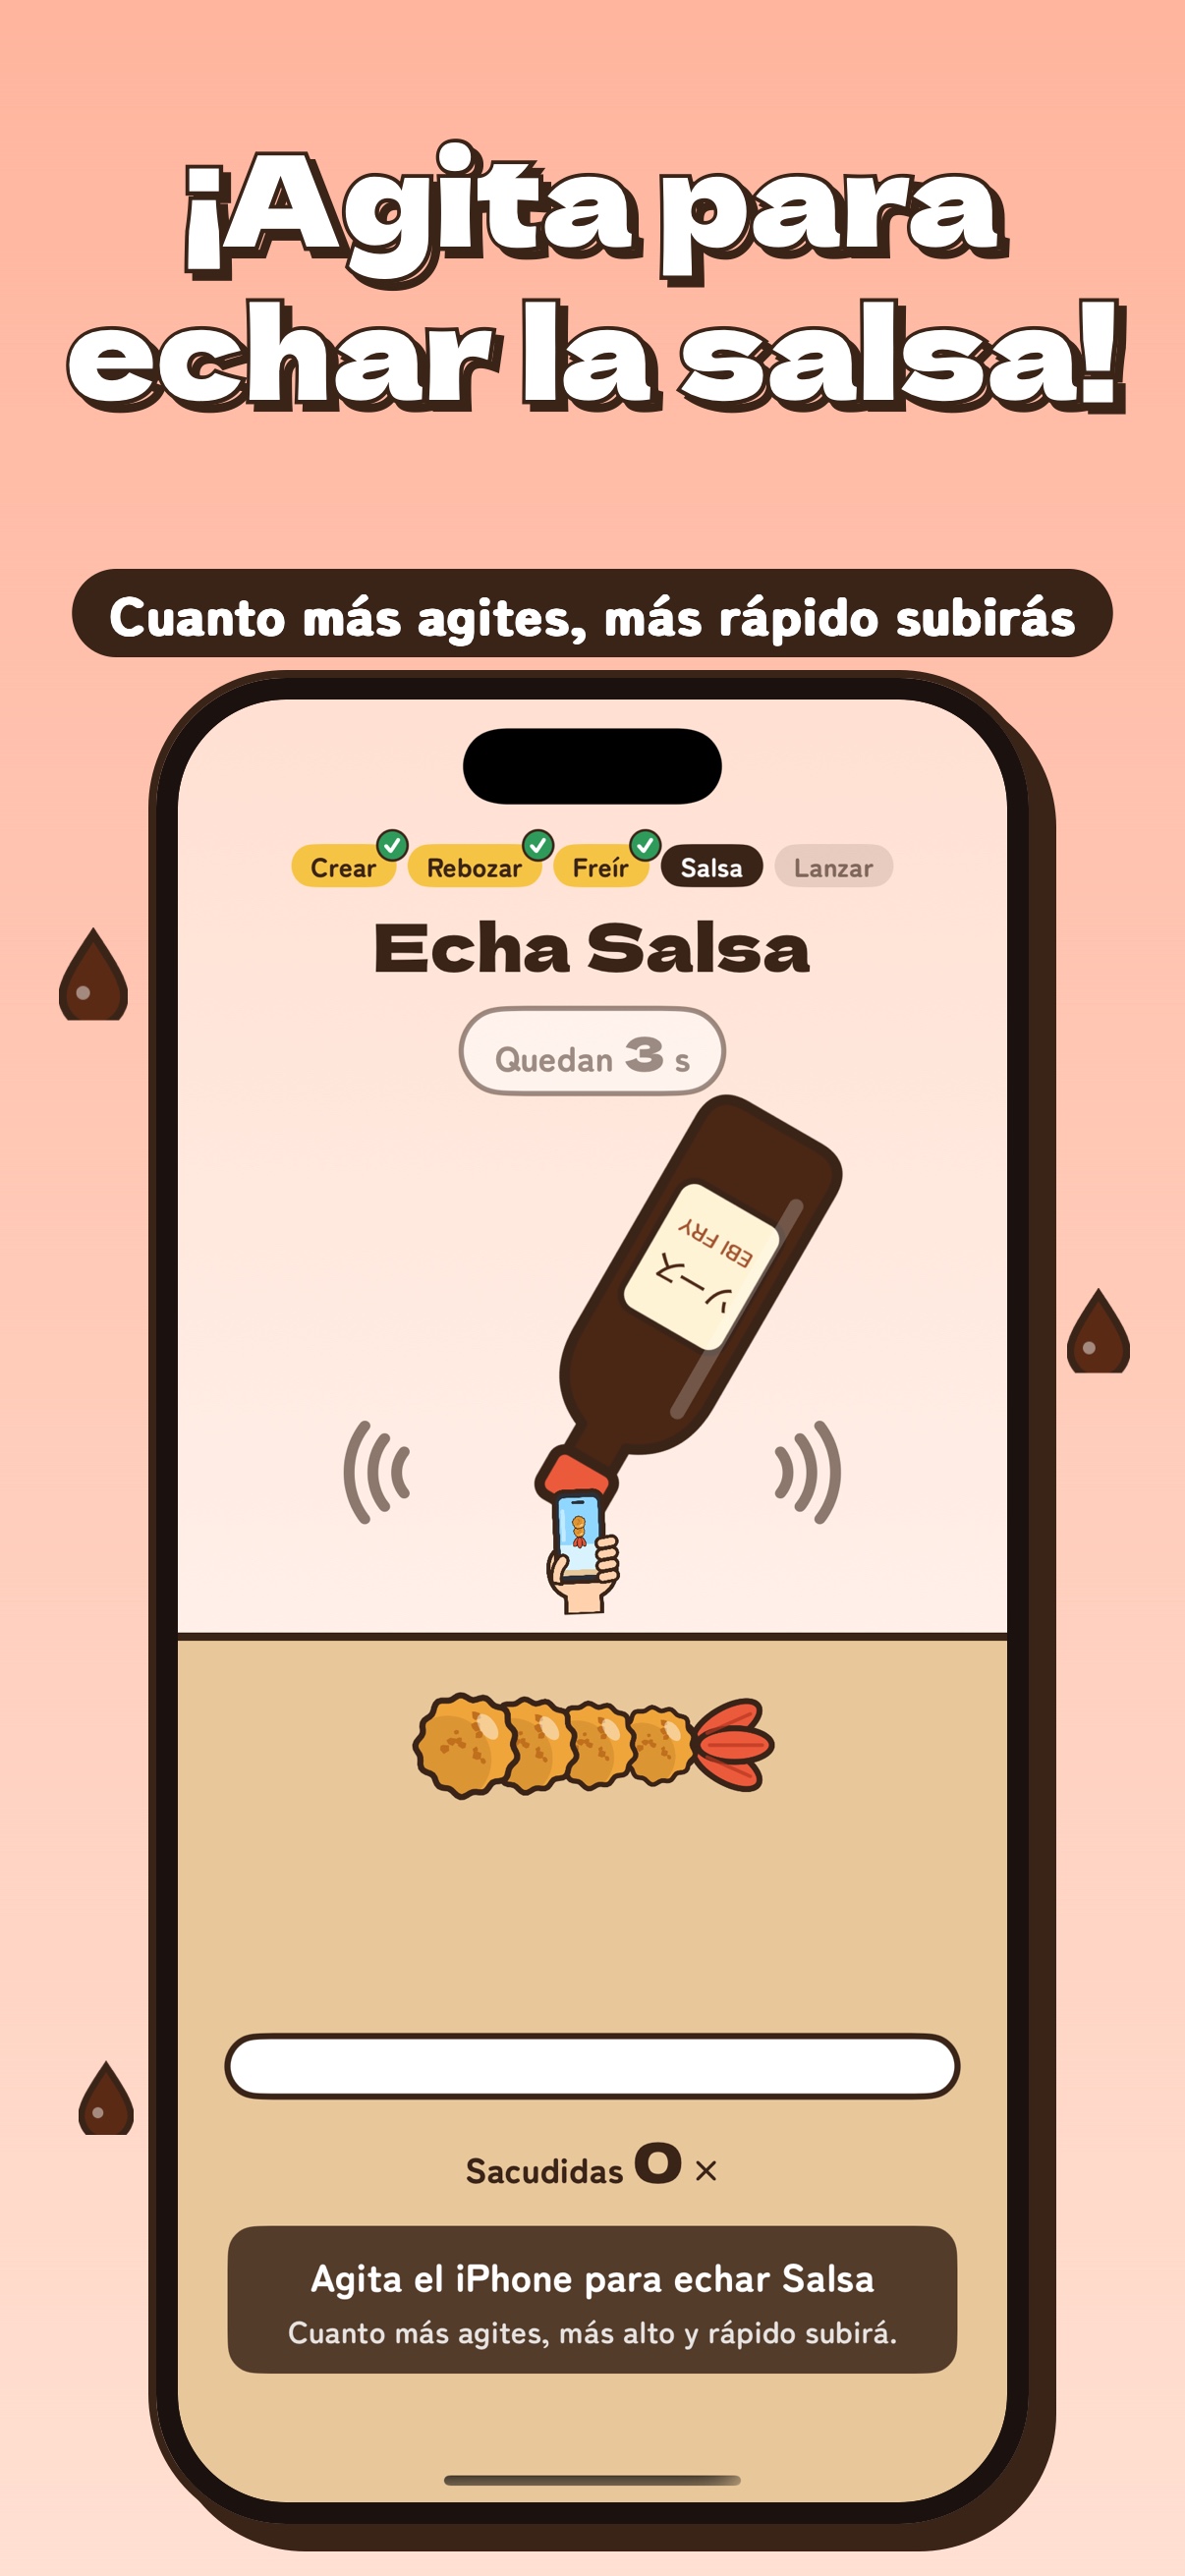 ¡Agita para
echar la salsa!
Cuanto más agites, más rápido subirás
Crear Rebozar Freír Salsa Lanzar
Echa Salsa
Quedan 3 s
EBI FRY
ソース
Sacudidas 0 ×
Agita el iPhone para echar Salsa
Cuanto más agites, más alto y rápido subirá.